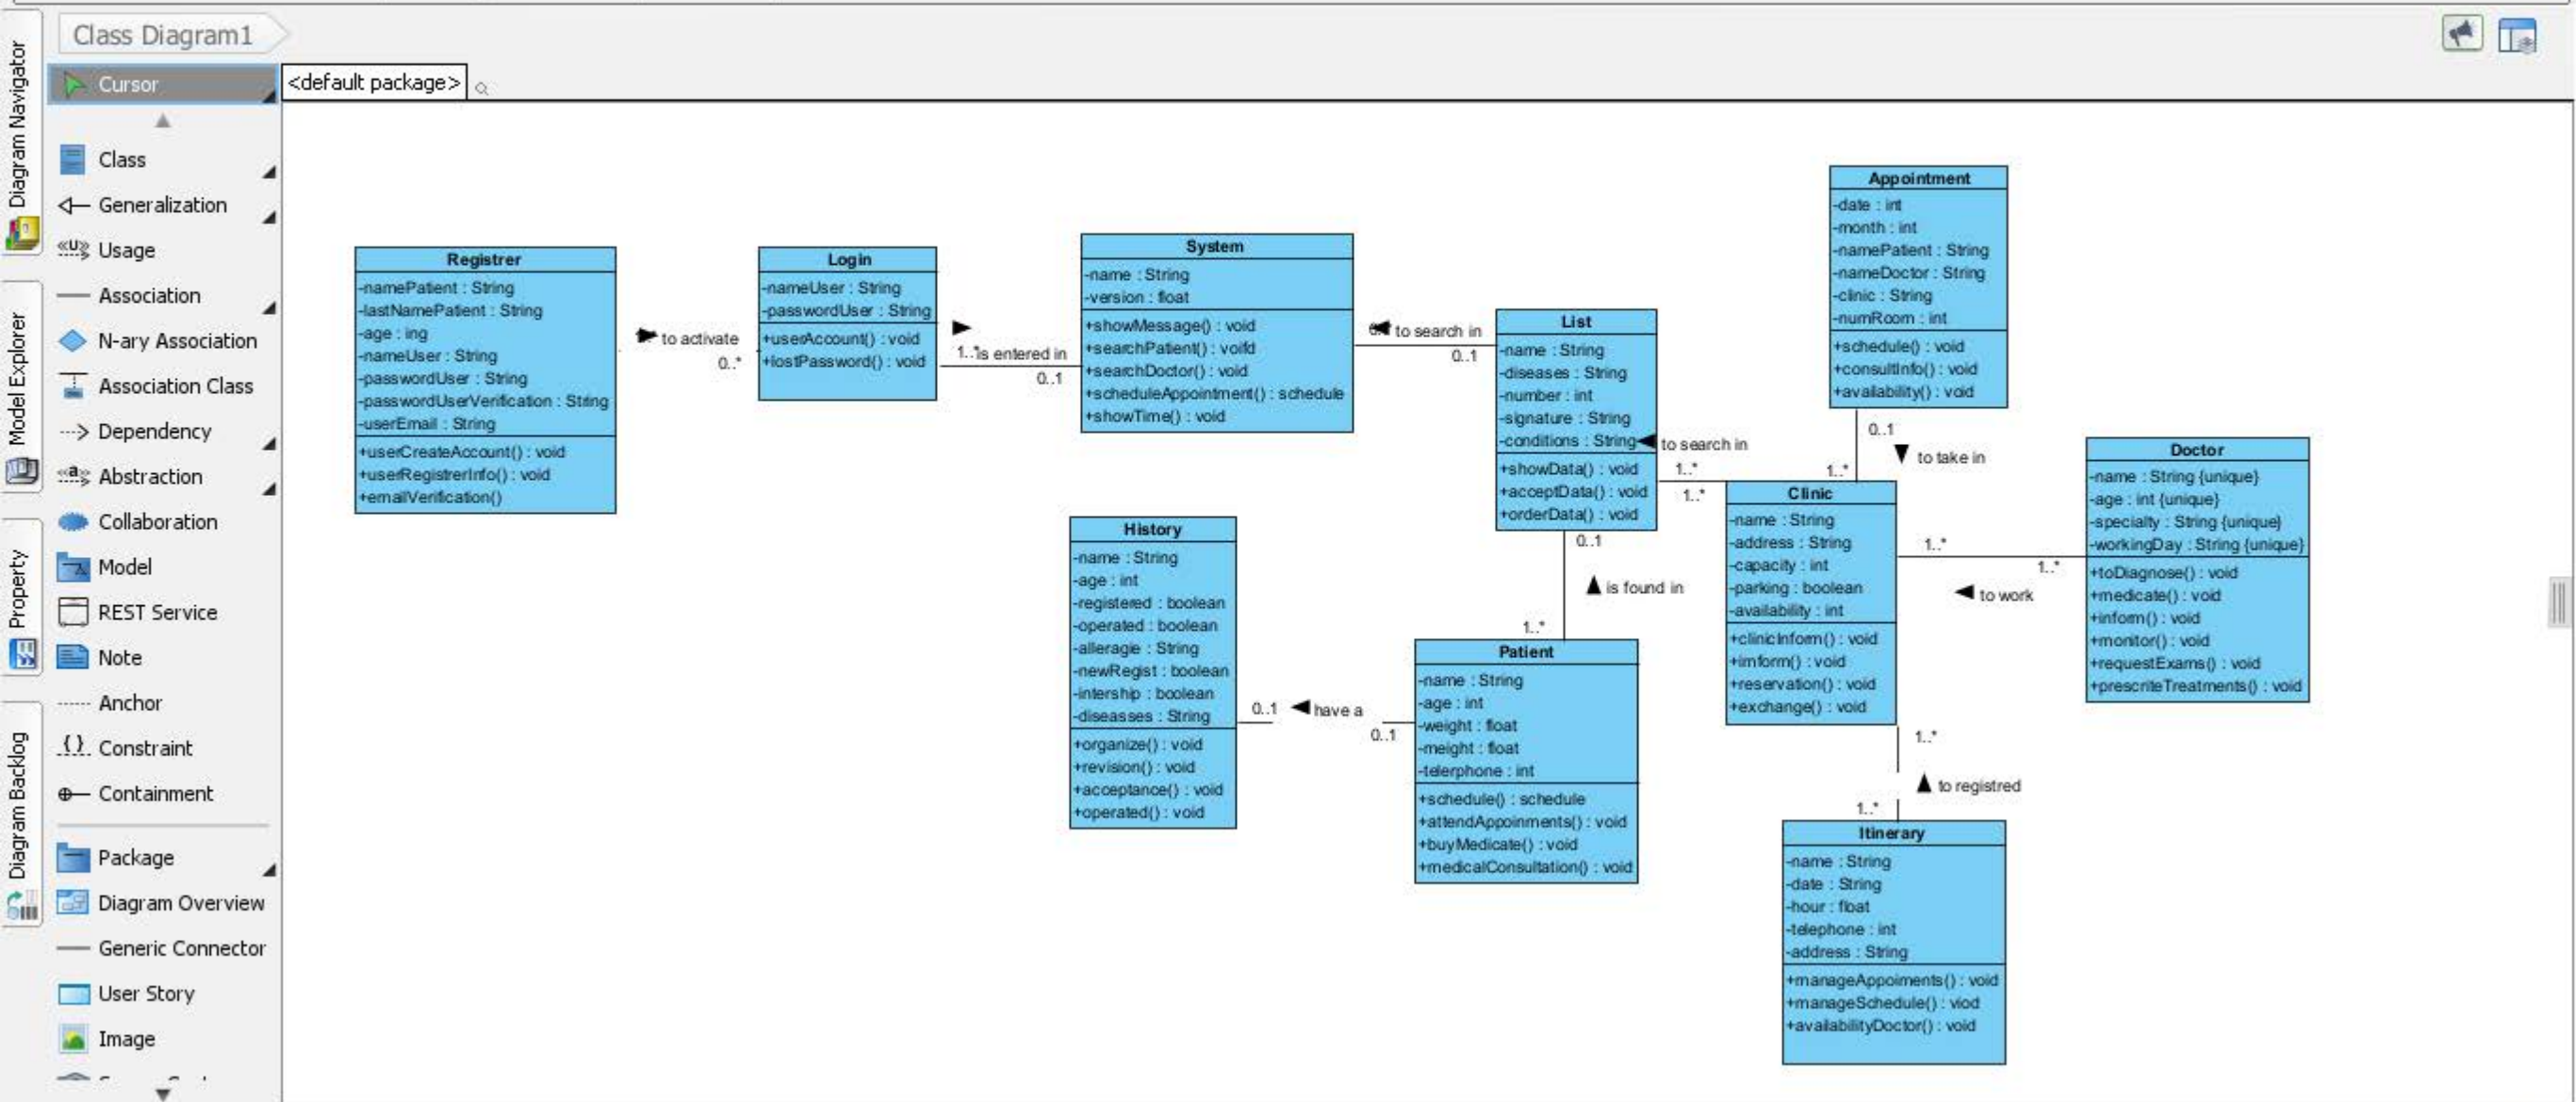 Class Diagram1
Diagram Navigator
Model Explorer
Property
Diagram Backlog
Cursor
Class
Generalization
«U» Usage
Association
N-ary Association
Association Class
Dependency
«a» Abstraction
Collaboration
Model
REST Service
Note
Anchor
{} Constraint
Containment
Package
Diagram Overview
Generic Connector
User Story
Image
<default package>
Registrer
-namePatient : String
-lastNamePatient : String
-age : ing
-nameUser : String
-passwordUser : String
-passwordUserVerification : String
-userEmail : String
+userCreateAccount() : void
+userRegistrerInfo() : void
+emailVerification()
to activate
0..*
Login
-nameUser : String
-passwordUser : String
+userAccount() : void
+lostPassword() : void
1..*
is entered in
0..1
System
-name : String
-version : float
+showMessage() : void
+searchPatient() : voifd
+searchDoctor() : void
+scheduleAppointment() : schedule
+showTime() : void
to search in
0..1
List
-name : String
-diseases : String
-number : int
-signature : String
-conditions : String
+showData() : void
+acceptData() : void
+orderData() : void
to search in
1..*
1..*
Appointment
-date : int
-month : int
-namePatient : String
-nameDoctor : String
-clinic : String
-numRoom : int
+schedule() : void
+consultInfo() : void
+availability() : void
0..1
to take in
1..*
Clinic
-name : String
-address : String
-capacity : int
-parking : boolean
-availability : int
+clinicInform() : void
+imform() : void
+reservation() : void
+exchange() : void
1..*
1..*
to work
Doctor
-name : String {unique}
-age : int {unique}
-specialty : String {unique}
-workingDay : String {unique}
+toDiagnose() : void
+medicate() : void
+inform() : void
+monitor() : void
+requestExams() : void
+prescriteTreatments() : void
History
-name : String
-age : int
-registered : boolean
-operated : boolean
-alleragie : String
-newRegist : boolean
-intership : boolean
-diseasses : String
+organize() : void
+revision() : void
+acceptance() : void
+operated() : void
0..1
have a
0..1
0..1
is found in
1..*
Patient
-name : String
-age : int
-weight : float
-meight : float
-telerphone : int
+schedule() : schedule
+attendAppoinments() : void
+buyMedicate() : void
+medicalConsultation() : void
1..*
to registred
1..*
Itinerary
-name : String
-date : String
-hour : float
-telephone : int
-address : String
+manageAppoiments() : void
+manageSchedule() : viod
+availabilityDoctor() : void